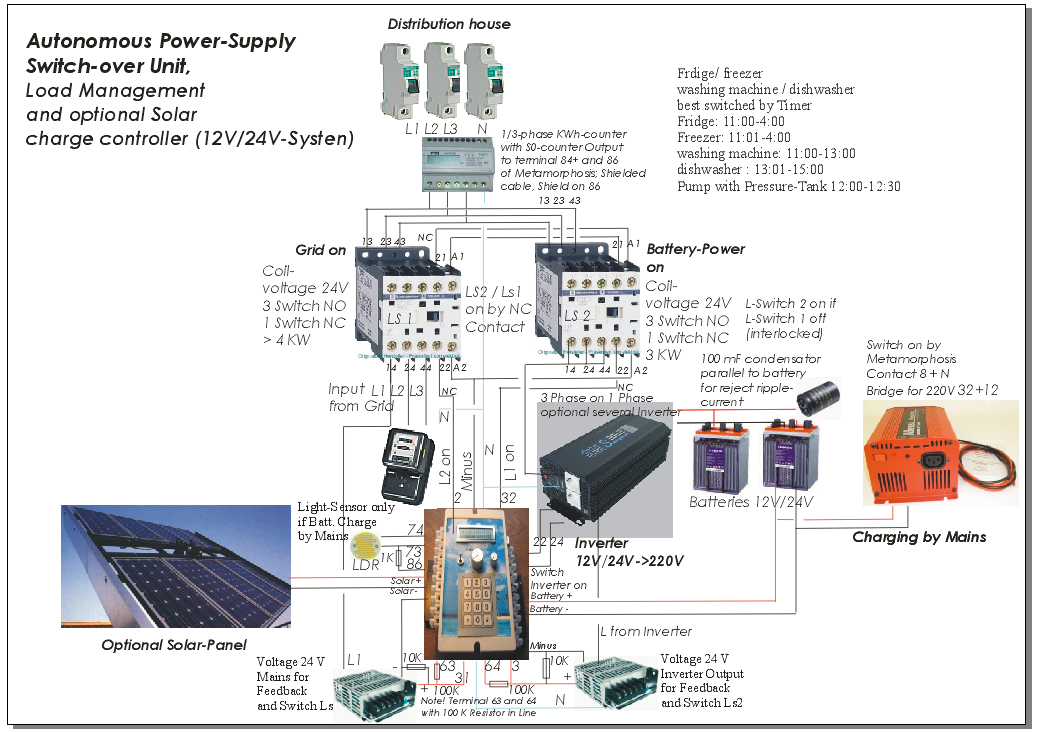 Distribution house
Autonomous Power-Supply
Switch-over Unit,
Load Management
and optional Solar
charge controller (12V/24V-Systen)
Frdige/ freezer
washing machine / dishwasher
best switched by Timer
Fridge: 11:00-4:00
Freezer: 11:01-4:00
washing machine: 11:00-13:00
dishwasher : 13:01-15:00
Pump with Pressure-Tank 12:00-12:30
L1 L2 L3 N
1/3-phase KWh-counter
with S0-counter Output
to terminal 84+ and 86
of Metamorphosis; Shielded
cable, Shield on 86
13 23 43
13 23 43 NC 21 A1
21 A1
Grid on
Coil-
voltage 24V
3 Switch NO
1 Switch NC
> 4 KW
LS 1
LS2 / Ls1
on by NC
Contact
LS 2
Battery-Power
on
Coil-
voltage 24V
3 Switch NO
1 Switch NC
3 KW
L-Switch 2 on if
L-Switch 1 off
(interlocked)
14 24 44 22 A2
14 24 44 22 A2
NC
NC
Input L1 L2 L3
from Grid
N
N
L2 on
Minus
L1 on
2
32
3 Phase on 1 Phase
optional several Inverter
100 mF condensator
parallel to battery
for reject ripple-
current
Switch on by
Metamorphosis
Contact 8 + N
Bridge for 220V 32+12
Batteries 12V/24V
Charging by Mains
Inverter
12V/24V->220V
Light-Sensor only
if Batt. Charge
by Mains
LDR
1K
74
73
86
Solar +
Solar-
22 24
Switch
Inverter on
Battery +
Battery -
Optional Solar-Panel
L from Inverter
Minus
Voltage 24 V
Mains for
Feedback
and Switch Ls
L1
10K
-
+
63
31
100K
64
3
100K
10K
+
N
Note! Terminal 63 and 64
with 100 K Resistor in Line
Voltage 24 V
Inverter Output
for Feedback
and Switch Ls2